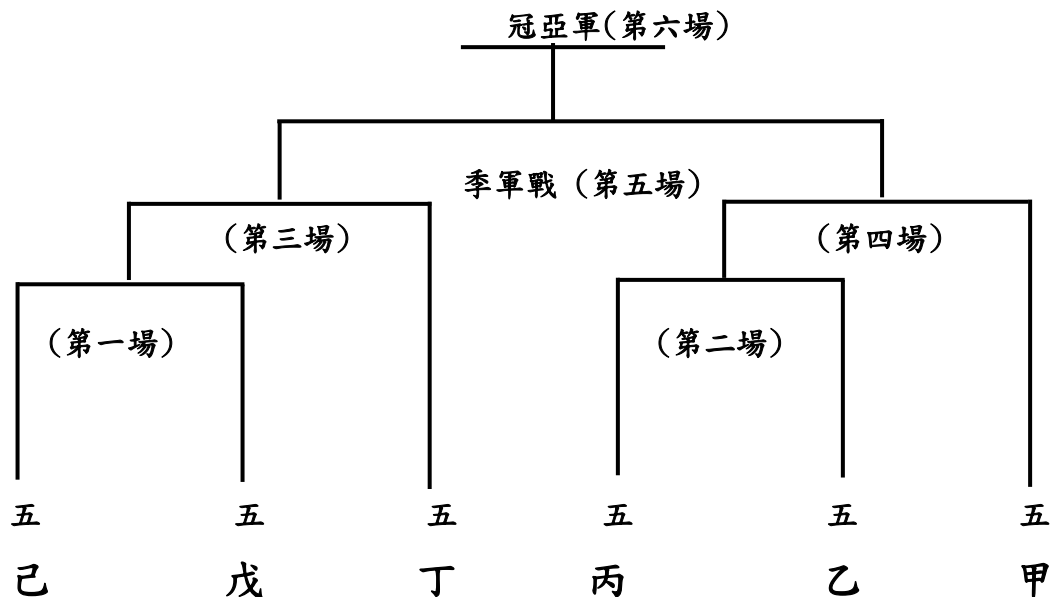 冠亞軍(第六場)
季軍戰（第五場）
（第三場）
（第四場）
（第一場）
（第二場）
五 五 五 五 五 五
己 戊 丁 丙 乙 甲